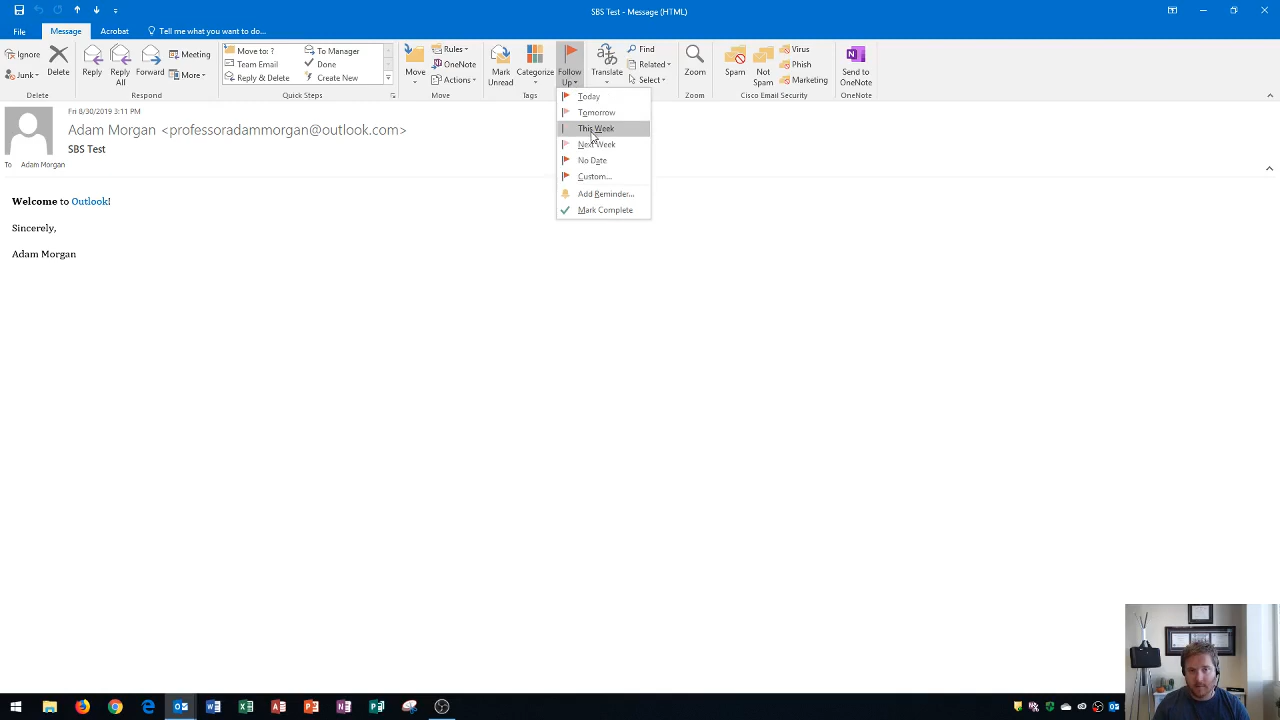 SBS Test - Message (HTML)
File
Message
Acrobat
Tell me what you want to do...
Ignore
Junk
Delete
Delete
Reply
Reply All
Forward
Meeting
More
Respond
Move to: ?
Team Email
Reply & Delete
To Manager
Done
Create New
Quick Steps
Move
Rules
OneNote
Actions
Move
Mark Unread
Categorize
Follow Up
Tags
Translate
Find
Related
Select
Zoom
Zoom
Spam
Not Spam
Virus
Phish
Marketing
Cisco Email Security
Send to OneNote
OneNote
Today
Tomorrow
This Week
Next Week
No Date
Custom...
Add Reminder...
Mark Complete
Fri 8/30/2019 3:11 PM
Adam Morgan <professoradammorgan@outlook.com>
SBS Test
To Adam Morgan
Welcome to Outlook!
Sincerely,
Adam Morgan